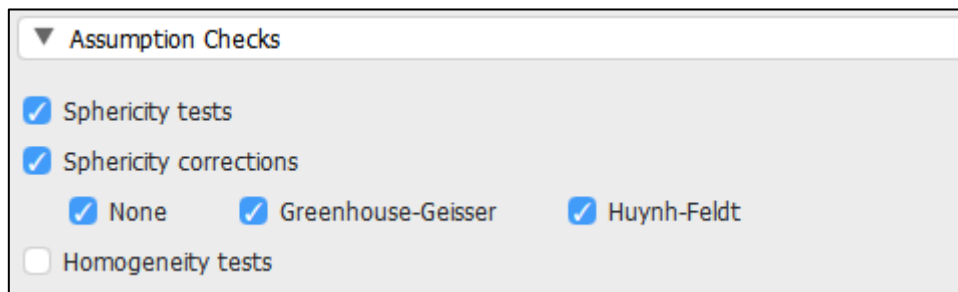 Assumption Checks
Sphericity tests
Sphericity corrections
None Greenhouse-Geisser Huynh-Feldt
Homogeneity tests